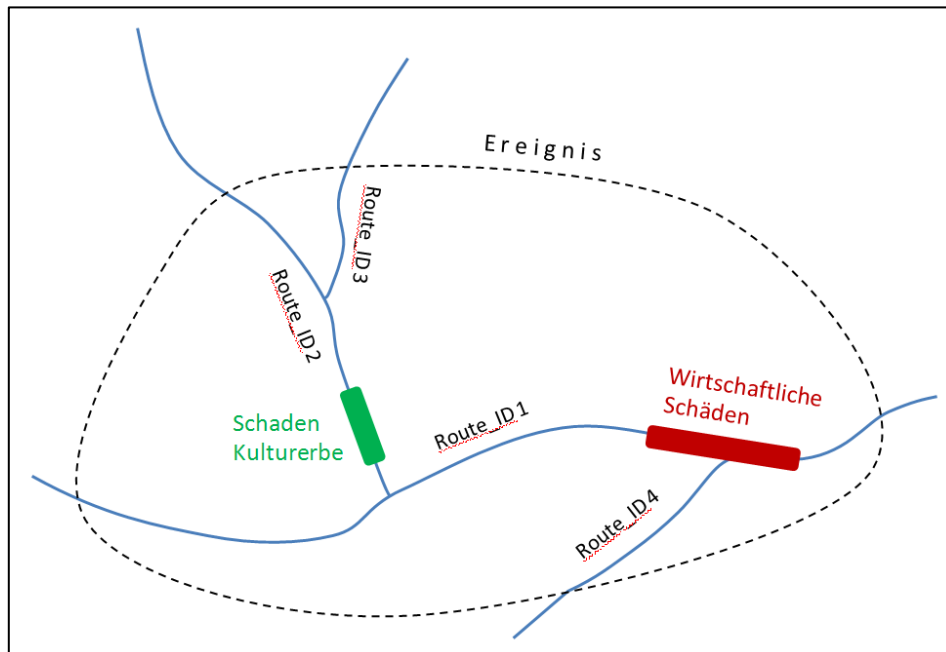 Ereignis
Route_ID3
Route_ID2
Wirtschaftliche
Schäden
Schaden
Kulturerbe
Route_ID1
Route_ID4